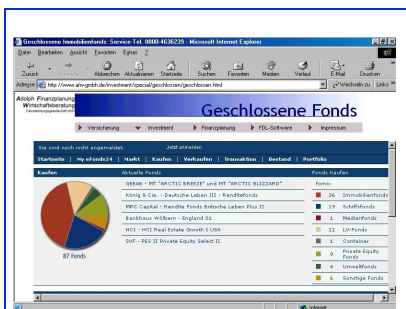 Geschlossene Immobilienfonds: Service Tel. 0800-4636239 - Microsoft Internet Explorer
Datei Bearbeiten Ansicht Favoriten Extras ?
Zurück Vorwärts Abbrechen Aktualisieren Startseite Suchen Favoriten Medien Verlauf E-Mail Drucken
Adresse http://www.afw-gmbh.de/investment/special/geschlossen/geschlossen.html Wechseln zu Links »
Adolph Finanzplanung
Wirtschaftsberatung
Geschlossene Fonds
Versicherung Investment Finanzplanung FDL-Software Impressum
Sie sind noch nicht angemeldet. Jetzt anmelden
Startseite | My eFonds24 | Markt | Kaufen | Verkaufen | Transaktion | Bestand | Portfolio
Kaufen Aktuelle Fonds Fonds Kaufen
GEBAB - MT "ARCTIC BREEZE" und MT "ARCTIC BLIZZARD"
König & Cie. - Deutsche Leben III - Renditefonds
MPC Capital - Rendite Fonds Britische Leben Plus II
Bankhaus Wölbern - England 01
HCI - HCI Real Estate Growth I USA
SVF - PES II Private Equity Select II
87 Fonds
36 Immobilienfonds
19 Schiffsfonds
1 Medienfonds
11 LV-Fonds
1 Container
9 Private Equity Fonds
4 Umweltfonds
6 Sonstige Fonds
Internet